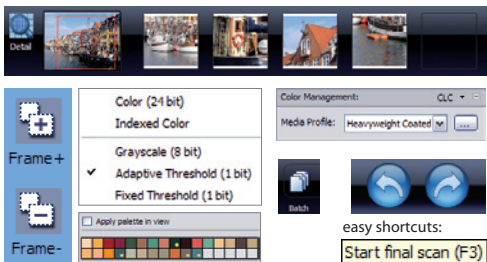 Detail
Frame+
Frame-
Color (24 bit)
Indexed Color
Grayscale (8 bit)
Adaptive Threshold (1 bit)
Fixed Threshold (1 bit)
Apply palette in view
Color Management:
CLC
Media Profile:
Heavyweight Coated
...
Batch
easy shortcuts:
Start final scan (F3)